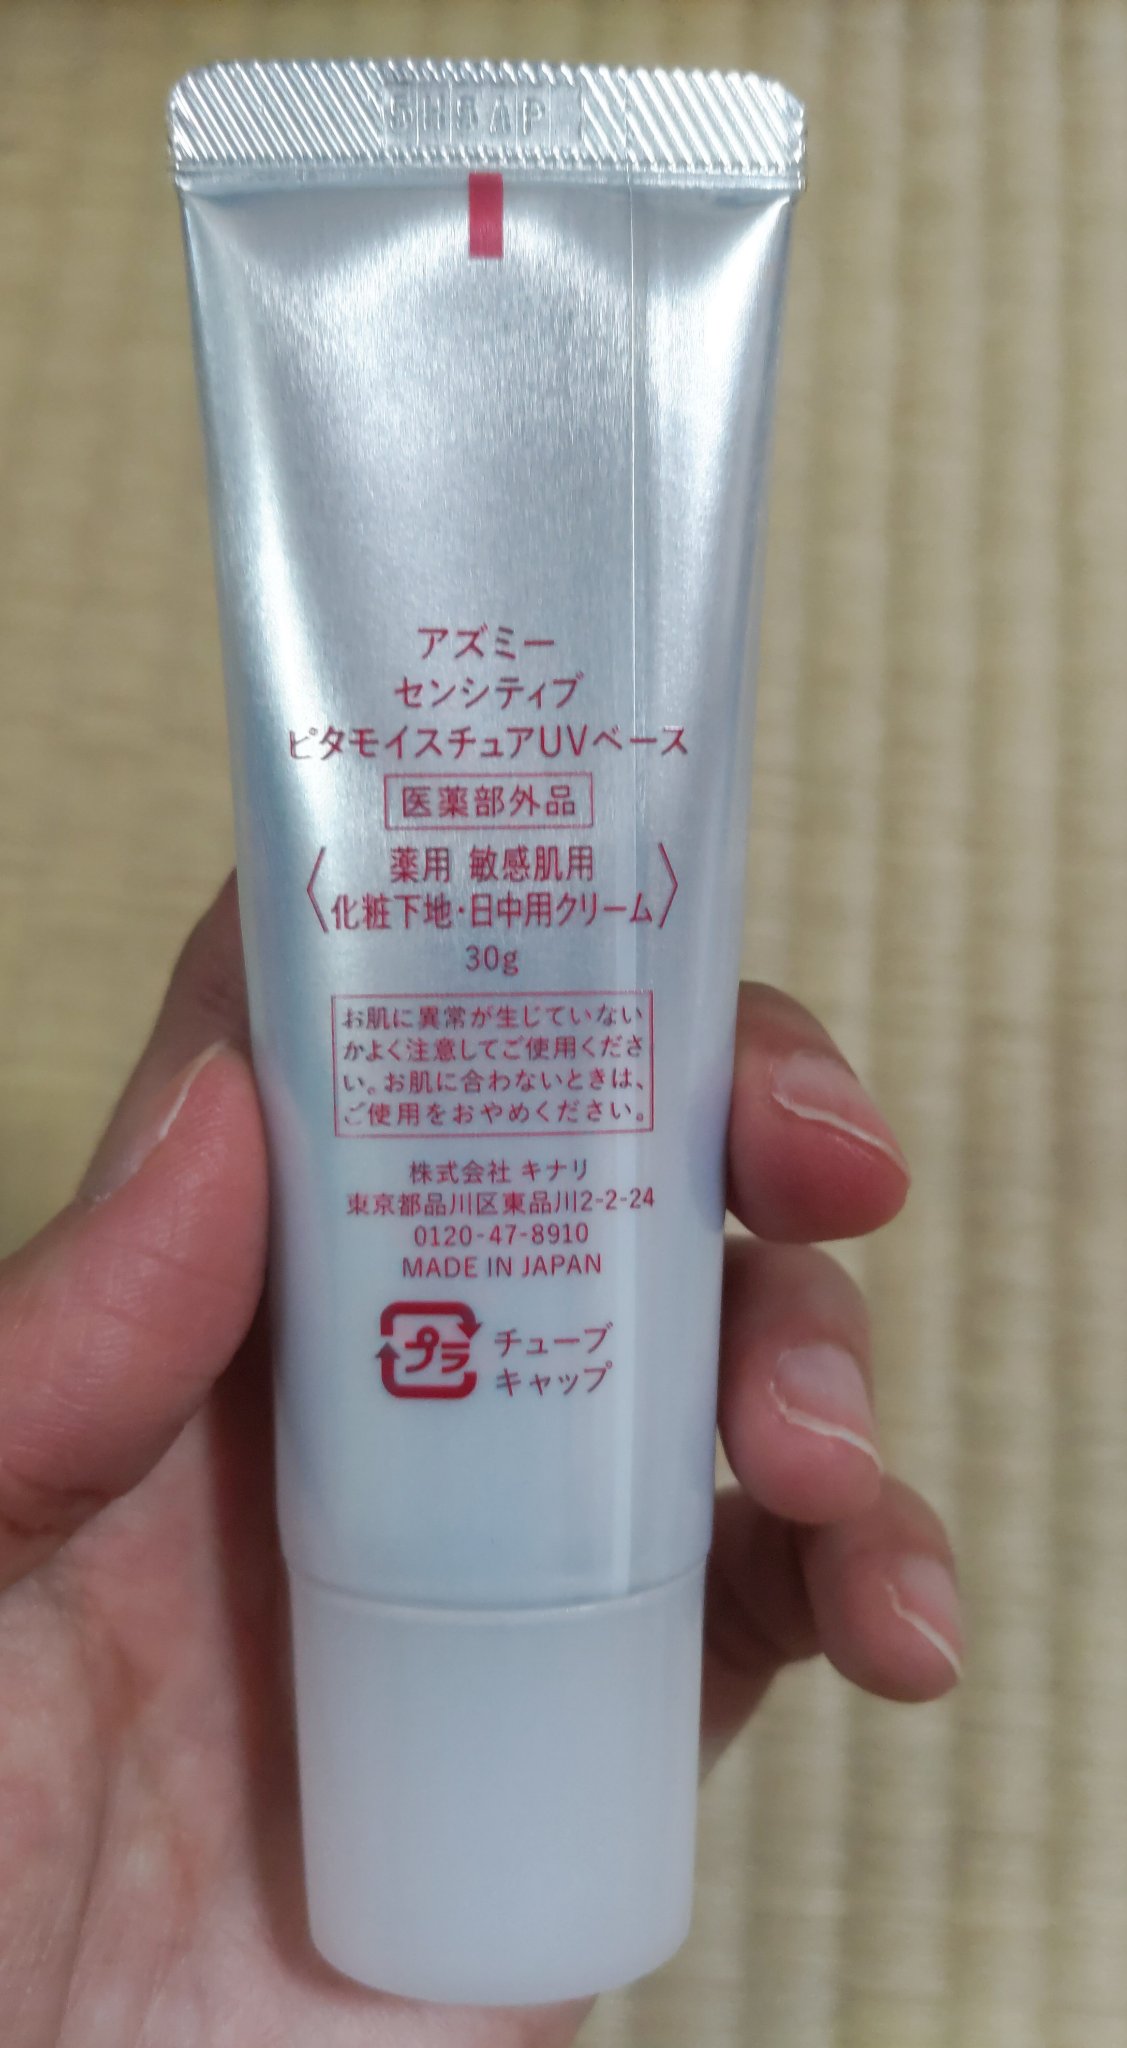 アズミー
センシティブ
ピタモイスチュアUVベース
医薬部外品
〈薬用 敏感肌用
化粧下地・日中用クリーム〉
30g
お肌に異常が生じていない
かよく注意してご使用くださ
い。お肌に合わないときは、
ご使用をおやめください。
株式会社 キナリ
東京都品川区東品川2-2-24
0120-47-8910
MADE IN JAPAN
プラ チューブ
キャップ